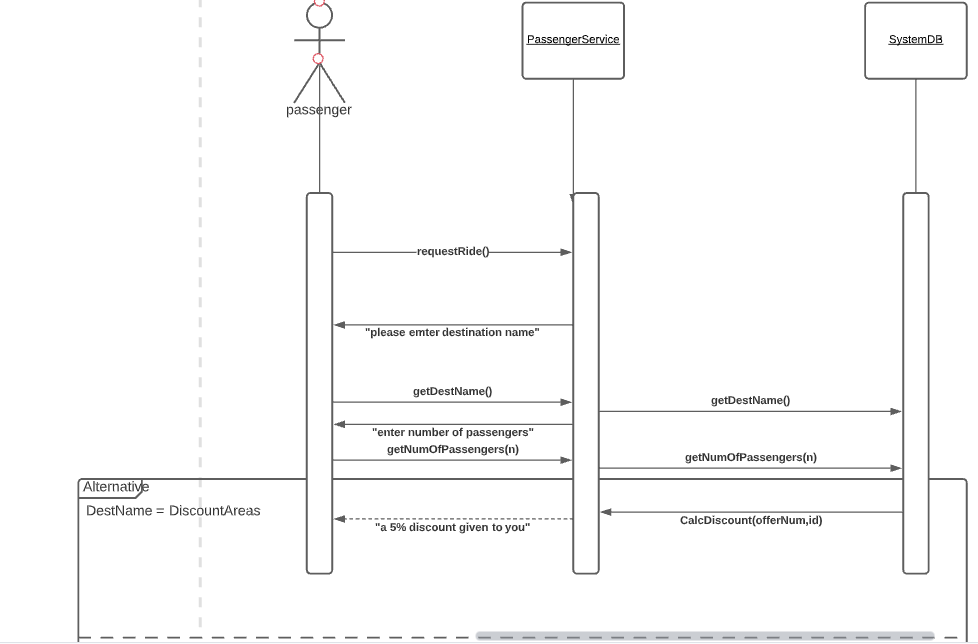 PassengerService
SystemDB
passenger
requestRide()
"please emter destination name"
getDestName()
getDestName()
"enter number of passengers"
getNumOfPassengers(n)
getNumOfPassengers(n)
Alternative
DestName = DiscountAreas
CalcDiscount(offerNum,id)
"a 5% discount given to you"